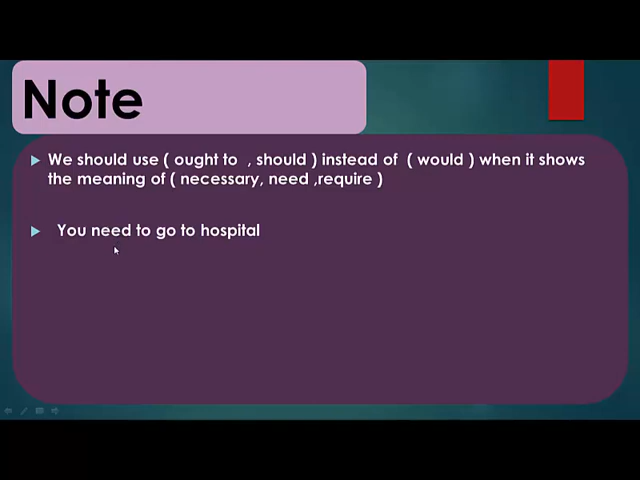 Note
We should use ( ought to , should ) instead of ( would ) when it shows
the meaning of ( necessary, need ,require )
You need to go to hospital